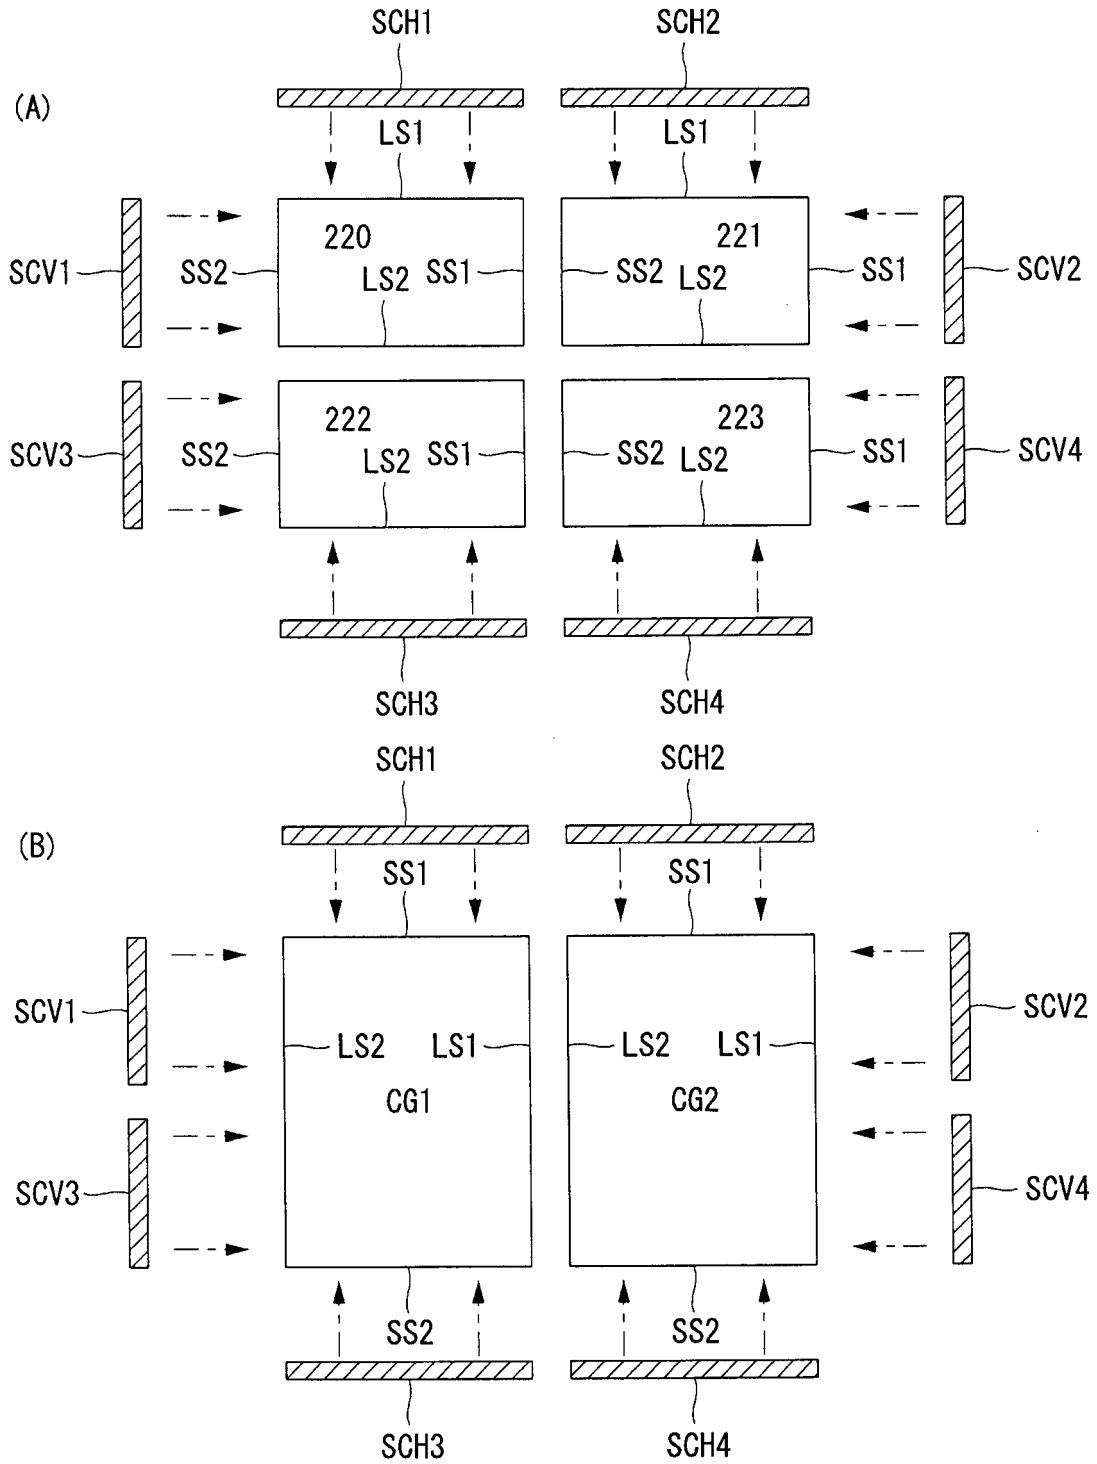 SCH1 SCH2
(A)
LS1 LS1
220 221
SCV1 SS2 SS1 SS2 SS1 SCV2
LS2 LS2
222 223
SCV3 SS2 SS1 SS2 SS1 SCV4
LS2 LS2
SCH3 SCH4
SCH1 SCH2
(B)
SS1 SS1
SCV1 SCV2
LS2 LS1 LS2 LS1
CG1 CG2
SCV3 SCV4
SS2 SS2
SCH3 SCH4